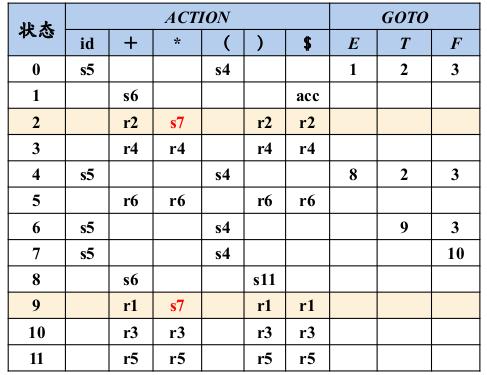 状态 ACTION GOTO
id + * ( ) $ E T F
0 s5 s4 1 2 3
1 s6 acc
2 r2 s7 r2 r2
3 r4 r4 r4 r4
4 s5 s4 8 2 3
5 r6 r6 r6 r6
6 s5 s4 9 3
7 s5 s4 10
8 s6 s11
9 r1 s7 r1 r1
10 r3 r3 r3 r3
11 r5 r5 r5 r5